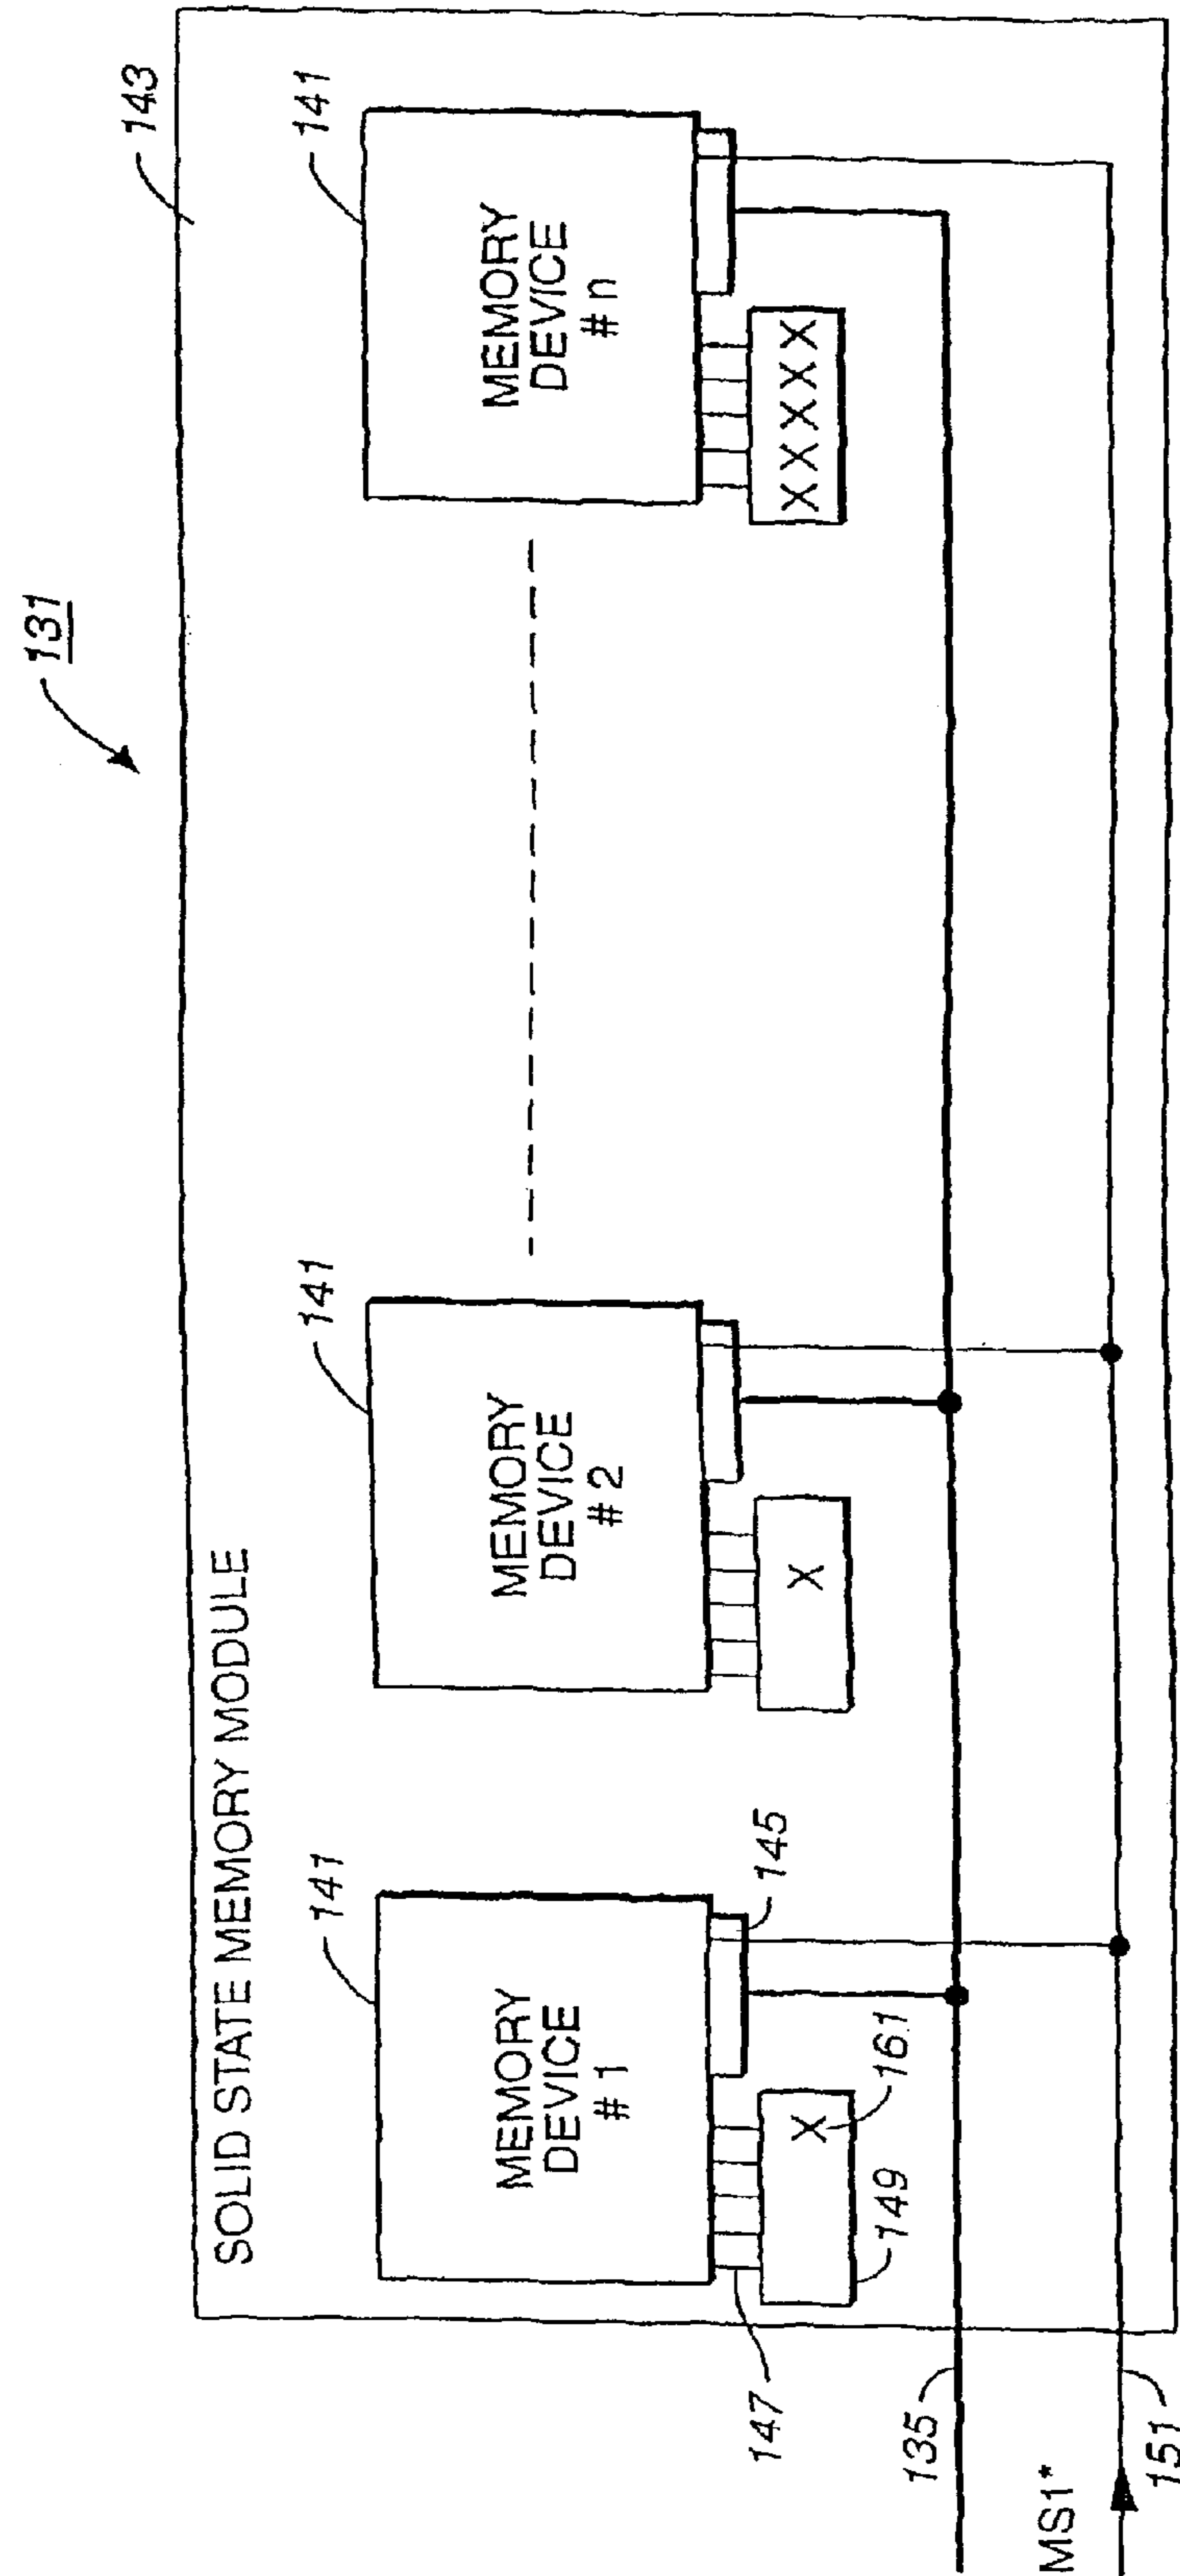 131
143
SOLID STATE MEMORY MODULE
141
141
141
MEMORY
DEVICE
# 1
MEMORY
DEVICE
# 2
MEMORY
DEVICE
# n
145
147
X
X
XXXXX
161
149
135
MS1*
151